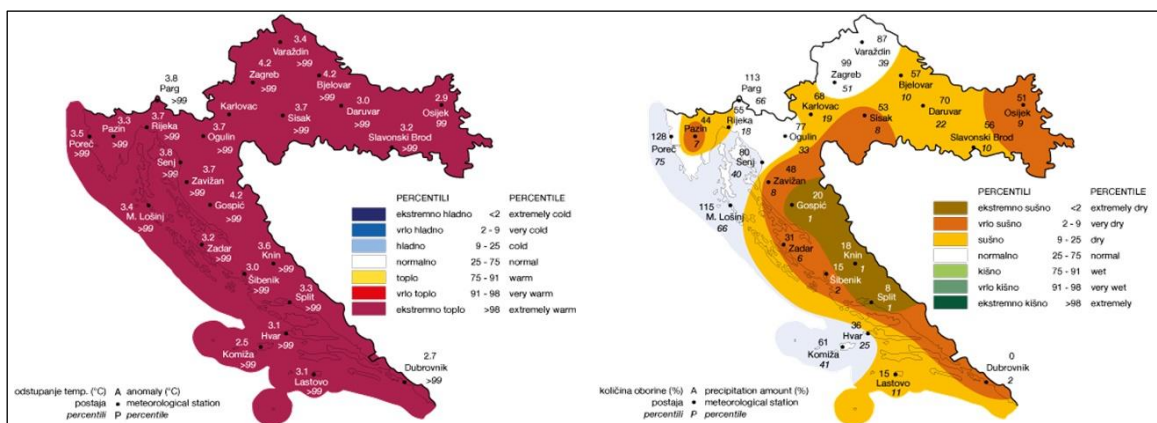 3.4
Varaždin
>99
4.2
Zagreb
>99
4.2
Bjelovar
>99
3.8
Parg
>99
2.9
Osijek
99
3.0
Daruvar
>99
3.7
Sisak
>99
Karlovac
3.3
Pazin
>99
3.7
Rijeka
>99
3.5
Poreč
>99
3.7
Ogulin
>99
3.2
Slavonski Brod
>99
3.8
Senj
>99
3.7
Zavižan
>99
4.2
Gospić
>99
3.4
M. Lošinj
>99
3.2
Zadar
>99
3.6
Knin
>99
3.0
Šibenik
>99
3.3
Split
>99
3.1
Hvar
>99
2.5
Komiža
>99
3.1
Lastovo
>99
2.7
Dubrovnik
>99
PERCENTILI PERCENTILE
ekstremno hladno <2 extremely cold
vrlo hladno 2 - 9 very cold
hladno 9 - 25 cold
normalno 25 - 75 normal
toplo 75 - 91 warm
vrlo toplo 91 - 98 very warm
ekstremno toplo >98 extremely warm
odstupanje temp. (°C) A anomaly (°C)
postaja • meteorological station
percentili P percentile
87
Varaždin
39
99
Zagreb
51
57
Bjelovar
10
113
Parg
66
68
Karlovac
19
53
Sisak
8
70
Daruvar
22
51
Osijek
9
56
Slavonski Brod
10
44
Pazin
7
55
Rijeka
18
128
Poreč
75
77
Ogulin
33
80
Senj
40
48
Zavižan
8
20
Gospić
1
115
M. Lošinj
66
31
Zadar
6
18
Knin
1
15
Šibenik
2
8
Split
1
36
Hvar
25
61
Komiža
41
15
Lastovo
11
0
Dubrovnik
2
PERCENTILI PERCENTILE
ekstremno sušno <2 extremely dry
vrlo sušno 2 - 9 very dry
sušno 9 - 25 dry
normalno 25 - 75 normal
kišno 75 - 91 wet
vrlo kišno 91 - 98 very wet
ekstremno kišno >98 extremely
količina oborine (%) A precipitation amount (%)
postaja • meteorological station
percentili P percentile